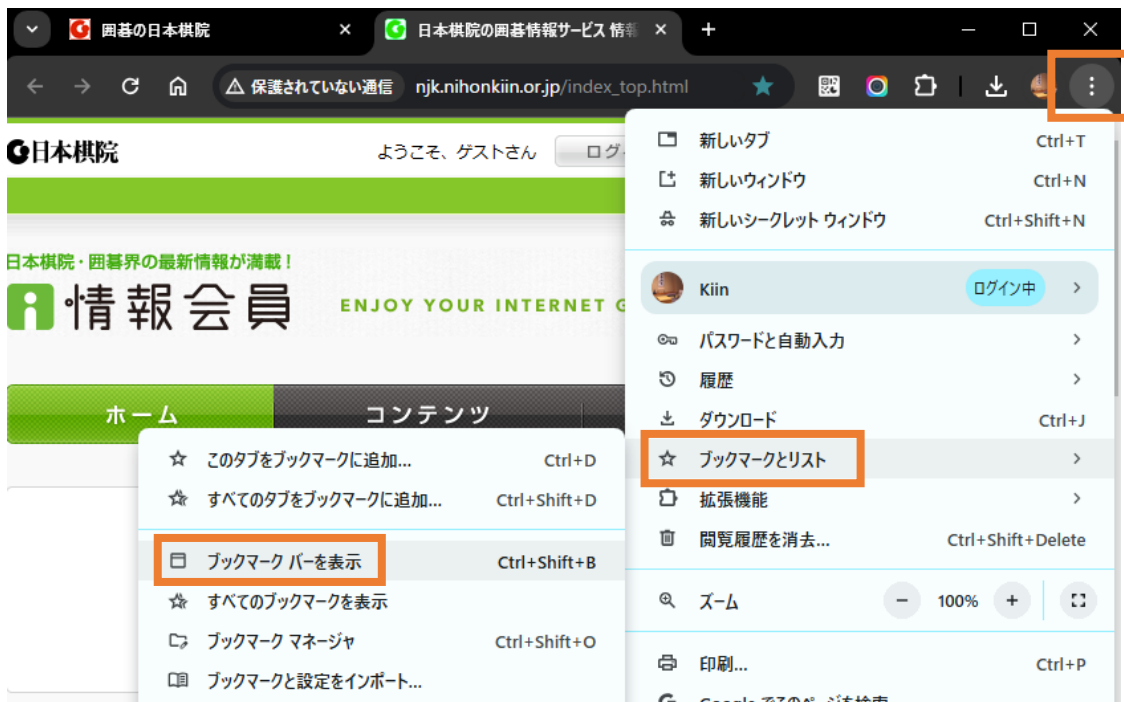 囲碁の日本棋院
日本棋院の囲碁情報サービス 情
保護されていない通信 njk.nihonkiin.or.jp/index_top.html
日本棋院
ようこそ、ゲストさん
ログ
日本棋院・囲碁界の最新情報が満載！
情報会員
ENJOY YOUR INTERNET
ホーム
コンテンツ
新しいタブ Ctrl+T
新しいウィンドウ Ctrl+N
新しいシークレット ウィンドウ Ctrl+Shift+N
Kiin ログイン中
パスワードと自動入力
履歴
ダウンロード Ctrl+J
ブックマークとリスト
拡張機能
閲覧履歴を消去... Ctrl+Shift+Delete
ズーム - 100% +
印刷... Ctrl+P
Google でこのページを検索
このタブをブックマークに追加... Ctrl+D
すべてのタブをブックマークに追加... Ctrl+Shift+D
ブックマーク バーを表示 Ctrl+Shift+B
すべてのブックマークを表示
ブックマーク マネージャ Ctrl+Shift+O
ブックマークと設定をインポート...